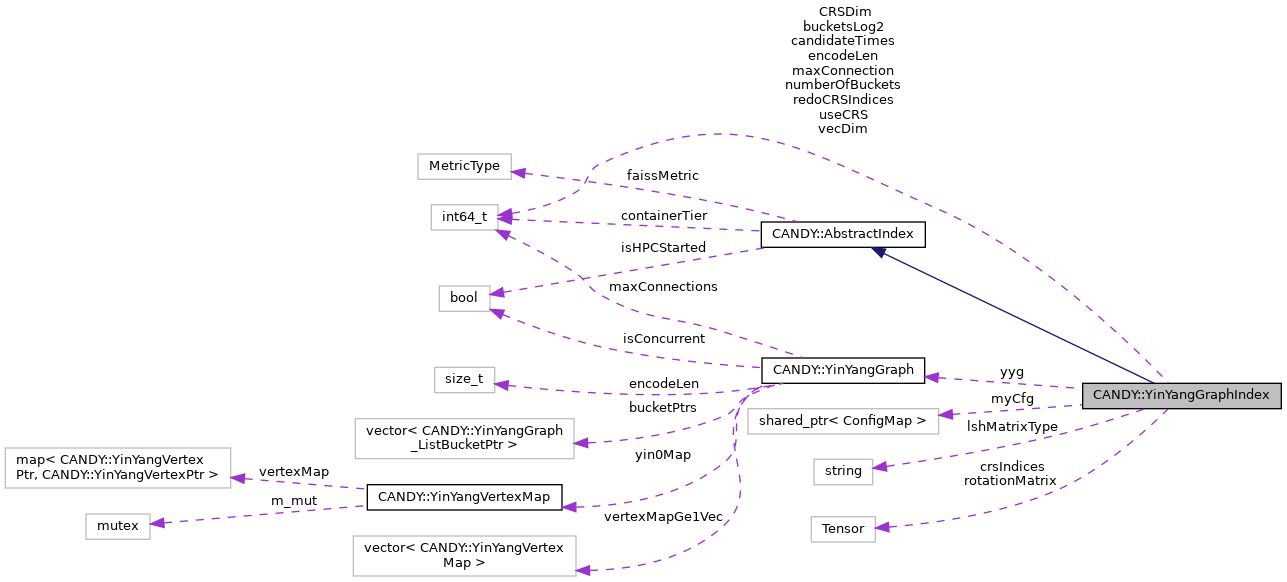 CRSDim
bucketsLog2
candidateTimes
encodeLen
maxConnection
numberOfBuckets
redoCRSIndices
useCRS
vecDim
MetricType
faissMetric
int64_t
containerTier
CANDY::AbstractIndex
isHPCStarted
bool
maxConnections
isConcurrent
CANDY::YinYangGraph
yyg
size_t
encodeLen
CANDY::YinYangGraphIndex
myCfg
bucketPtrs
shared_ptr< ConfigMap >
lshMatrixType
vector< CANDY::YinYangGraph
_ListBucketPtr >
yin0Map
map< CANDY::YinYangVertex
Ptr, CANDY::YinYangVertexPtr >
vertexMap
string
crsIndices
rotationMatrix
CANDY::YinYangVertexMap
m_mut
mutex
vertexMapGe1Vec
Tensor
vector< CANDY::YinYangVertex
Map >